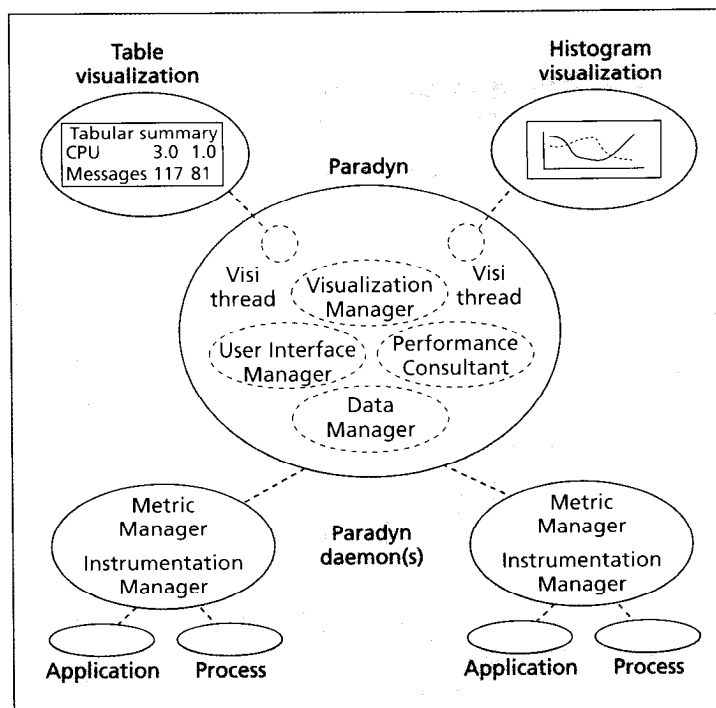 Table
visualization
Histogram
visualization
Tabular summary
CPU 3.0 1.0
Messages 117 81
Paradyn
Visi
thread
Visi
thread
Visualization
Manager
User Interface
Manager
Performance
Consultant
Data
Manager
Metric
Manager
Instrumentation
Manager
Paradyn
daemon(s)
Metric
Manager
Instrumentation
Manager
Application
Process
Application
Process